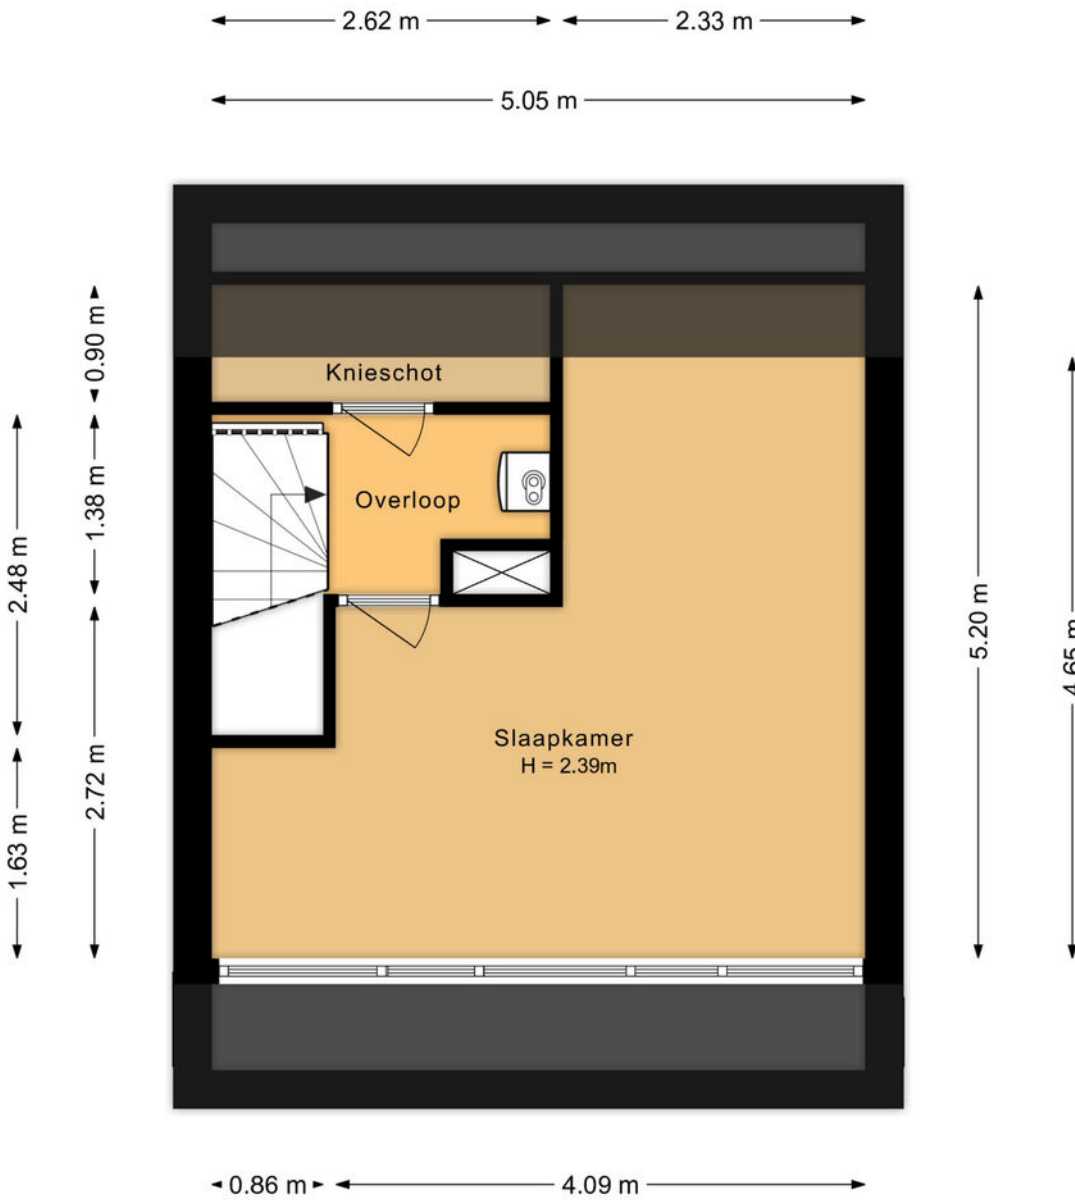 2.62 m
2.33 m
5.05 m
0.90 m
Knieschot
1.38 m
Overloop
2.48 m
5.20 m
4.65 m
Slaapkamer
H = 2.39m
2.72 m
1.63 m
0.86 m
4.09 m